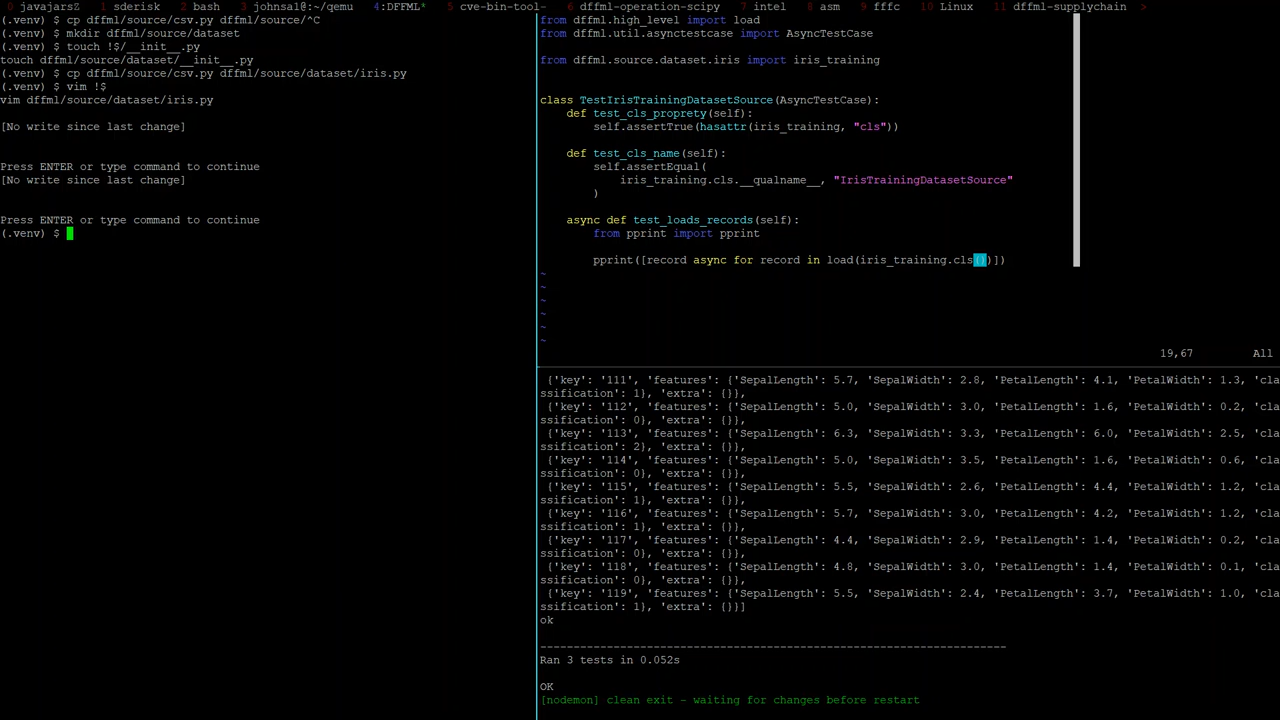 0 javajarsZ  1 sderisk  2 bash  3 johnsal@:~/qemu  4:DFFML*  5 cve-bin-tool-  6 dffml-operation-scipy  7 intel  8 asm  9 fffc  10 Linux  11 dffml-supplychain  >
(.venv) $ cp dffml/source/csv.py dffml/source/^C
(.venv) $ mkdir dffml/source/dataset
(.venv) $ touch !$/__init__.py
touch dffml/source/dataset/__init__.py
(.venv) $ cp dffml/source/csv.py dffml/source/dataset/iris.py
(.venv) $ vim !$
vim dffml/source/dataset/iris.py
[No write since last change]
Press ENTER or type command to continue
[No write since last change]
Press ENTER or type command to continue
(.venv) $
from dffml.high_level import load
from dffml.util.asynctestcase import AsyncTestCase
from dffml.source.dataset.iris import iris_training
class TestIrisTrainingDatasetSource(AsyncTestCase):
    def test_cls_proprety(self):
        self.assertTrue(hasattr(iris_training, "cls"))
    def test_cls_name(self):
        self.assertEqual(
            iris_training.cls.__qualname__, "IrisTrainingDatasetSource"
        )
    async def test_loads_records(self):
        from pprint import pprint
        pprint([record async for record in load(iris_training.cls())])
~
~
~
~
~
~
19,67 All
{'key': '111', 'features': {'SepalLength': 5.7, 'SepalWidth': 2.8, 'PetalLength': 4.1, 'PetalWidth': 1.3, 'cla
ssification': 1}, 'extra': {}},
{'key': '112', 'features': {'SepalLength': 5.0, 'SepalWidth': 3.0, 'PetalLength': 1.6, 'PetalWidth': 0.2, 'cla
ssification': 0}, 'extra': {}},
{'key': '113', 'features': {'SepalLength': 6.3, 'SepalWidth': 3.3, 'PetalLength': 6.0, 'PetalWidth': 2.5, 'cla
ssification': 2}, 'extra': {}},
{'key': '114', 'features': {'SepalLength': 5.0, 'SepalWidth': 3.5, 'PetalLength': 1.6, 'PetalWidth': 0.6, 'cla
ssification': 0}, 'extra': {}},
{'key': '115', 'features': {'SepalLength': 5.5, 'SepalWidth': 2.6, 'PetalLength': 4.4, 'PetalWidth': 1.2, 'cla
ssification': 1}, 'extra': {}},
{'key': '116', 'features': {'SepalLength': 5.7, 'SepalWidth': 3.0, 'PetalLength': 4.2, 'PetalWidth': 1.2, 'cla
ssification': 1}, 'extra': {}},
{'key': '117', 'features': {'SepalLength': 4.4, 'SepalWidth': 2.9, 'PetalLength': 1.4, 'PetalWidth': 0.2, 'cla
ssification': 0}, 'extra': {}},
{'key': '118', 'features': {'SepalLength': 4.8, 'SepalWidth': 3.0, 'PetalLength': 1.4, 'PetalWidth': 0.1, 'cla
ssification': 0}, 'extra': {}},
{'key': '119', 'features': {'SepalLength': 5.5, 'SepalWidth': 2.4, 'PetalLength': 3.7, 'PetalWidth': 1.0, 'cla
ssification': 1}, 'extra': {}}]
ok
----------------------------------------------------------------------
Ran 3 tests in 0.052s
OK
[nodemon] clean exit - waiting for changes before restart